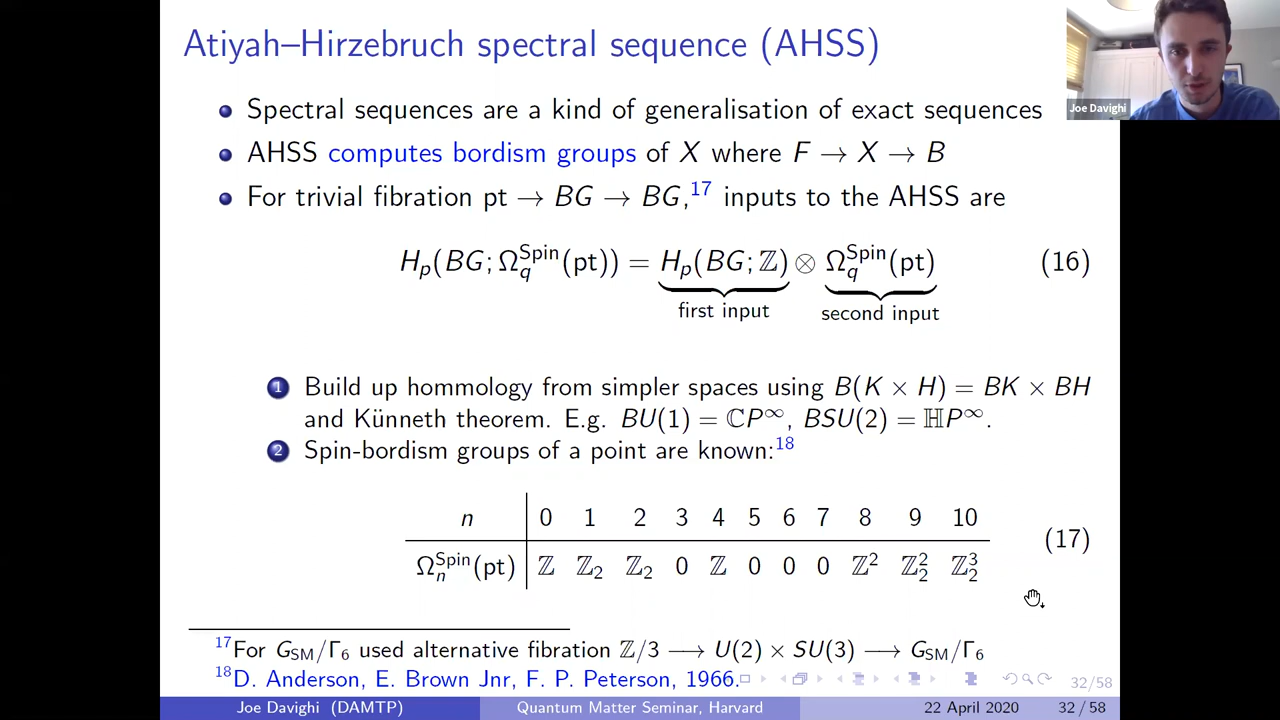 Atiyah–Hirzebruch spectral sequence (AHSS)
Joe Davighi
Spectral sequences are a kind of generalisation of exact sequences
AHSS computes bordism groups of X where F → X → B
For trivial fibration pt → BG → BG,¹⁷ inputs to the AHSS are
Hₚ(BG; Ω_q^Spin(pt)) = Hₚ(BG; ℤ) ⊗ Ω_q^Spin(pt) (16)
first input second input
1 Build up hommology from simpler spaces using B(K × H) = BK × BH
and Künneth theorem. E.g. BU(1) = ℂP^∞, BSU(2) = ℍP^∞.
2 Spin-bordism groups of a point are known:¹⁸
n 0 1 2 3 4 5 6 7 8 9 10
Ω_n^Spin(pt) ℤ ℤ₂ ℤ₂ 0 ℤ 0 0 0 ℤ² ℤ₂² ℤ₂³ (17)
¹⁷For G_SM/Γ₆ used alternative fibration ℤ/3 ⟶ U(2) × SU(3) ⟶ G_SM/Γ₆
¹⁸D. Anderson, E. Brown Jnr, F. P. Peterson, 1966.
32/58
Joe Davighi (DAMTP) Quantum Matter Seminar, Harvard 22 April 2020 32 / 58